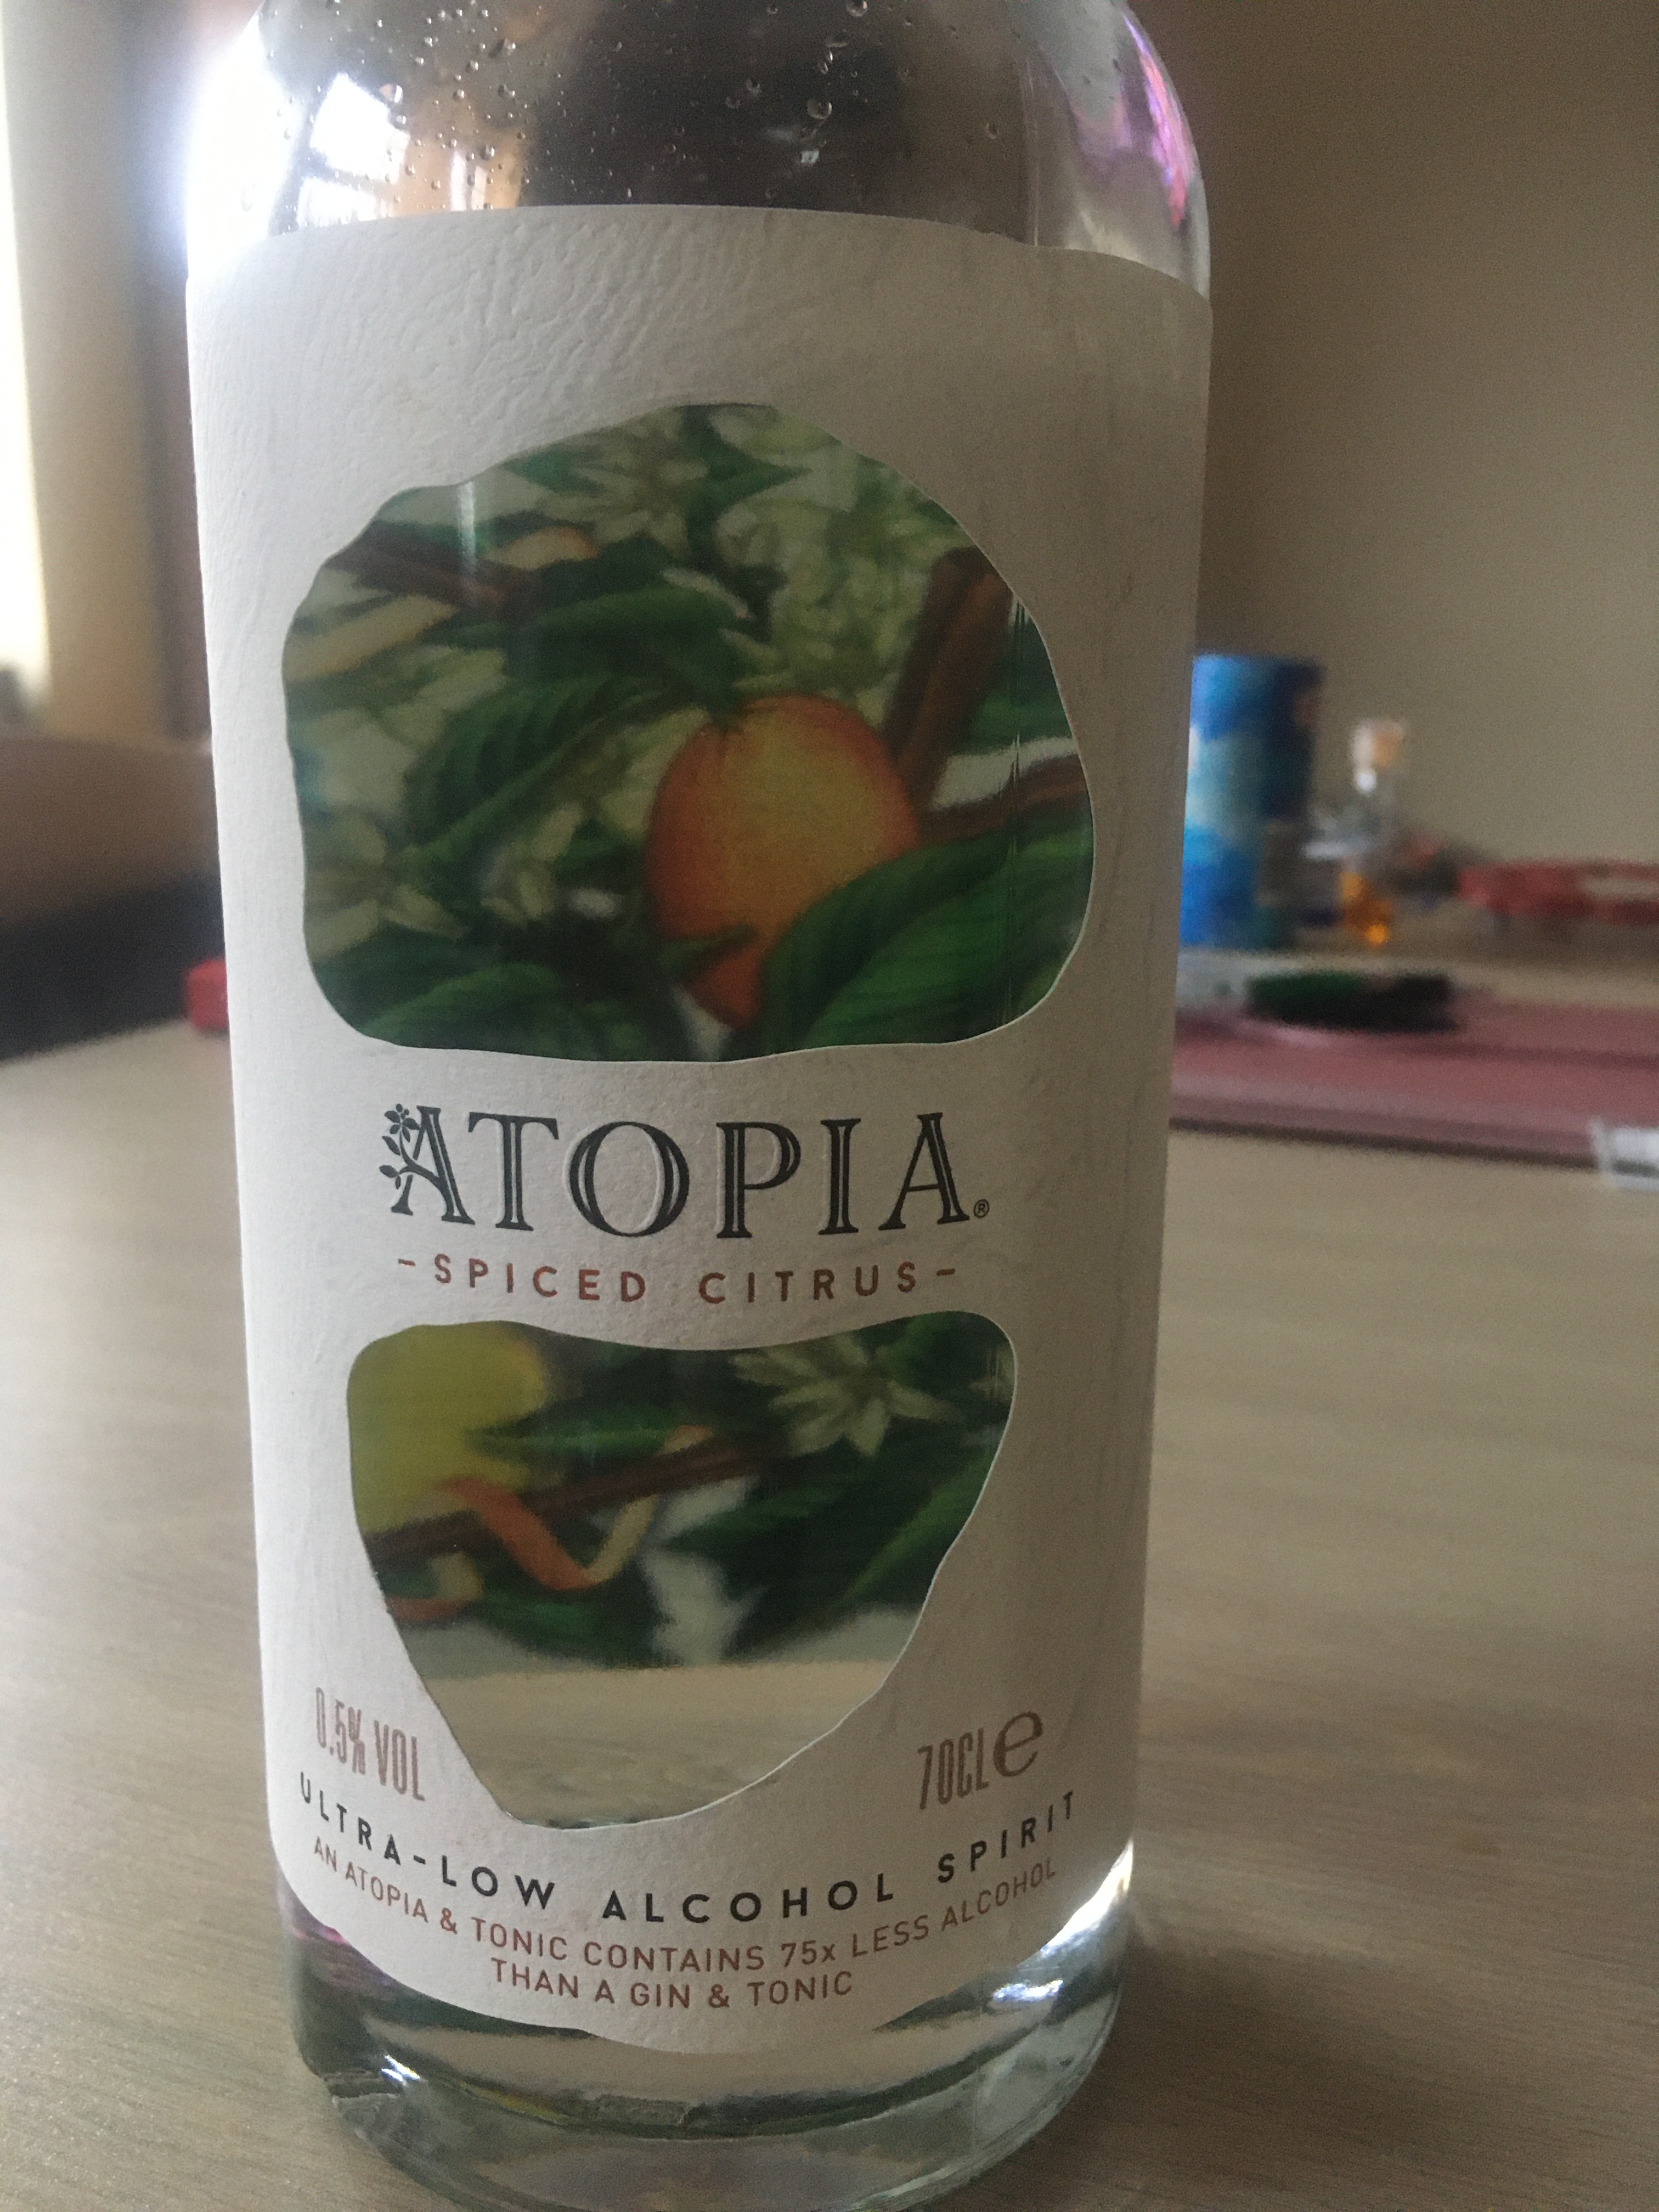 ATOPIA®
-SPICED CITRUS-
0.5% VOL
70CL e
ULTRA-LOW ALCOHOL SPIRIT
AN ATOPIA & TONIC CONTAINS 75x LESS ALCOHOL
THAN A GIN & TONIC